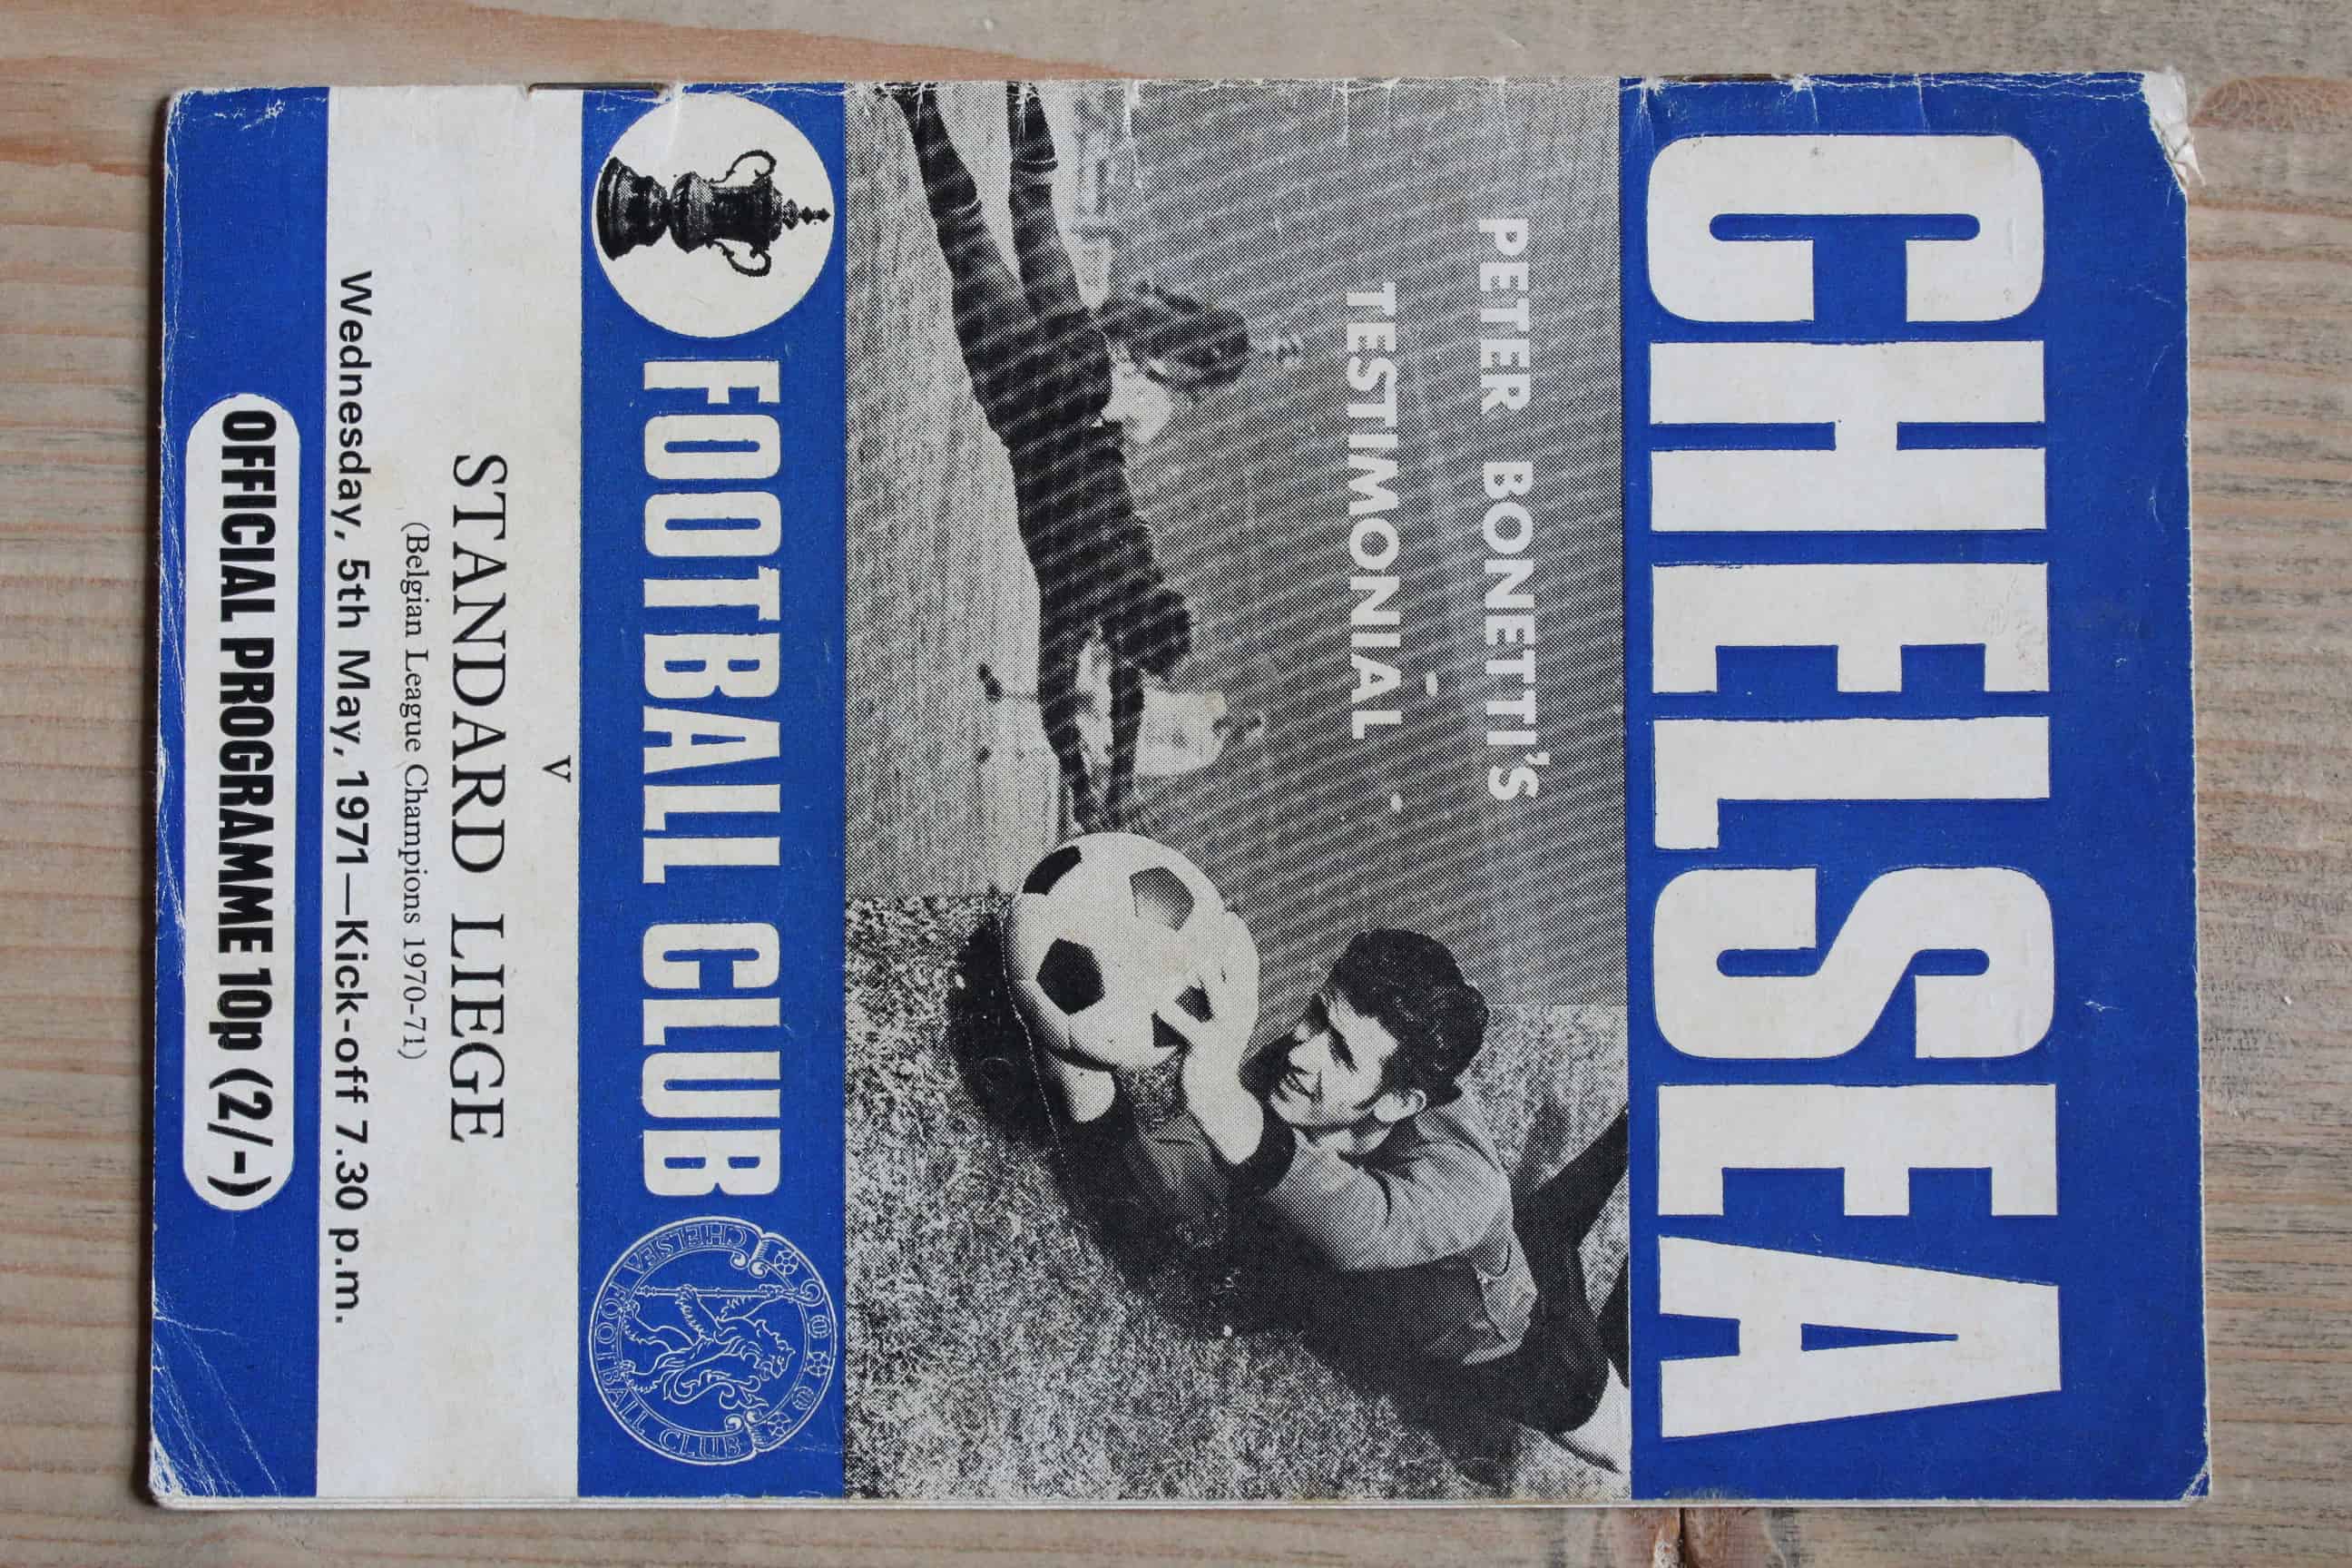 CHELSEA
PETER BONETTI'S
TESTIMONIAL
FOOTBALL CLUB
CHELSEA FOOTBALL CLUB
v
STANDARD LIEGE
(Belgian League Champions 1970-71)
Wednesday, 5th May, 1971—Kick-off 7.30 p.m.
OFFICIAL PROGRAMME 10p (2/-)